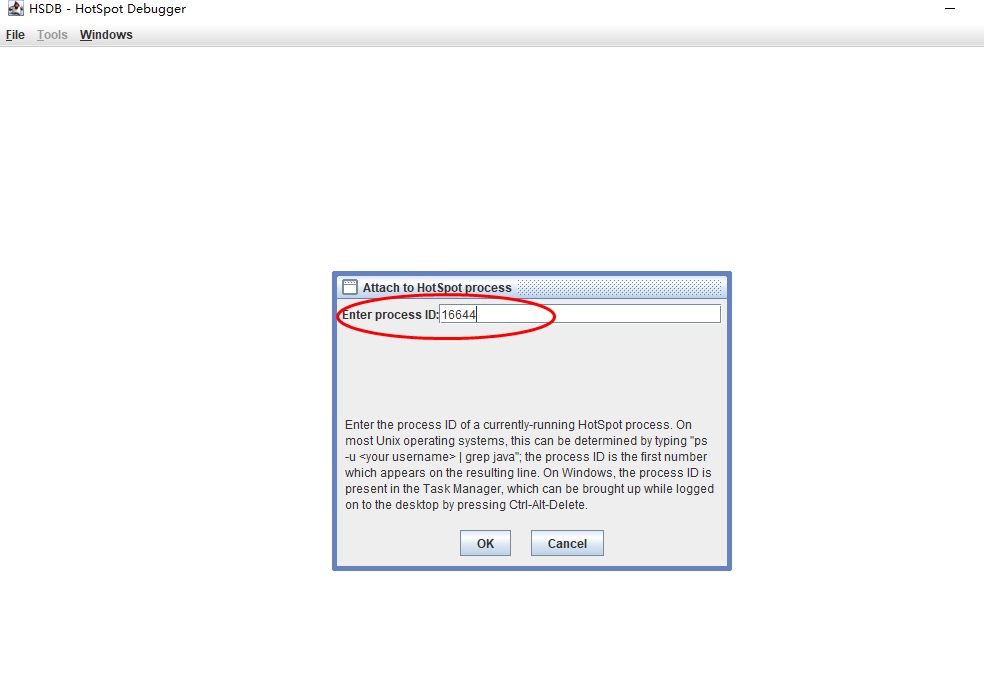 HSDB - HotSpot Debugger
File Tools Windows
Attach to HotSpot process
Enter process ID: 16644
Enter the process ID of a currently-running HotSpot process. On
most Unix operating systems, this can be determined by typing "ps
-u <your username> | grep java"; the process ID is the first number
which appears on the resulting line. On Windows, the process ID is
present in the Task Manager, which can be brought up while logged
on to the desktop by pressing Ctrl-Alt-Delete.
OK Cancel